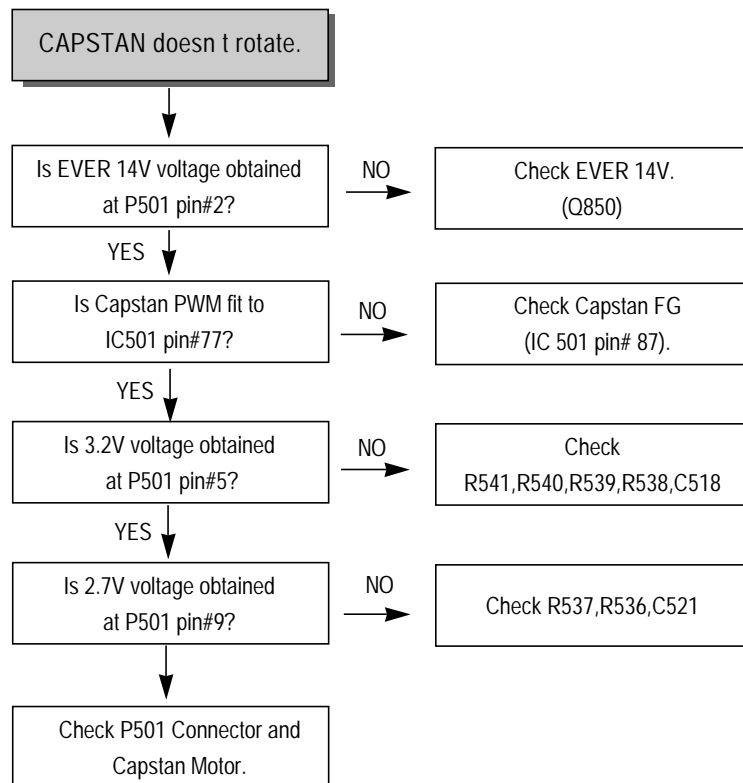 CAPSTAN doesn t rotate.
Is EVER 14V voltage obtained
at P501 pin#2?
NO
Check EVER 14V.
(Q850)
YES
Is Capstan PWM fit to
IC501 pin#77?
NO
Check Capstan FG
(IC 501 pin# 87).
YES
Is 3.2V voltage obtained
at P501 pin#5?
NO
Check
R541,R540,R539,R538,C518
YES
Is 2.7V voltage obtained
at P501 pin#9?
NO
Check R537,R536,C521
Check P501 Connector and
Capstan Motor.